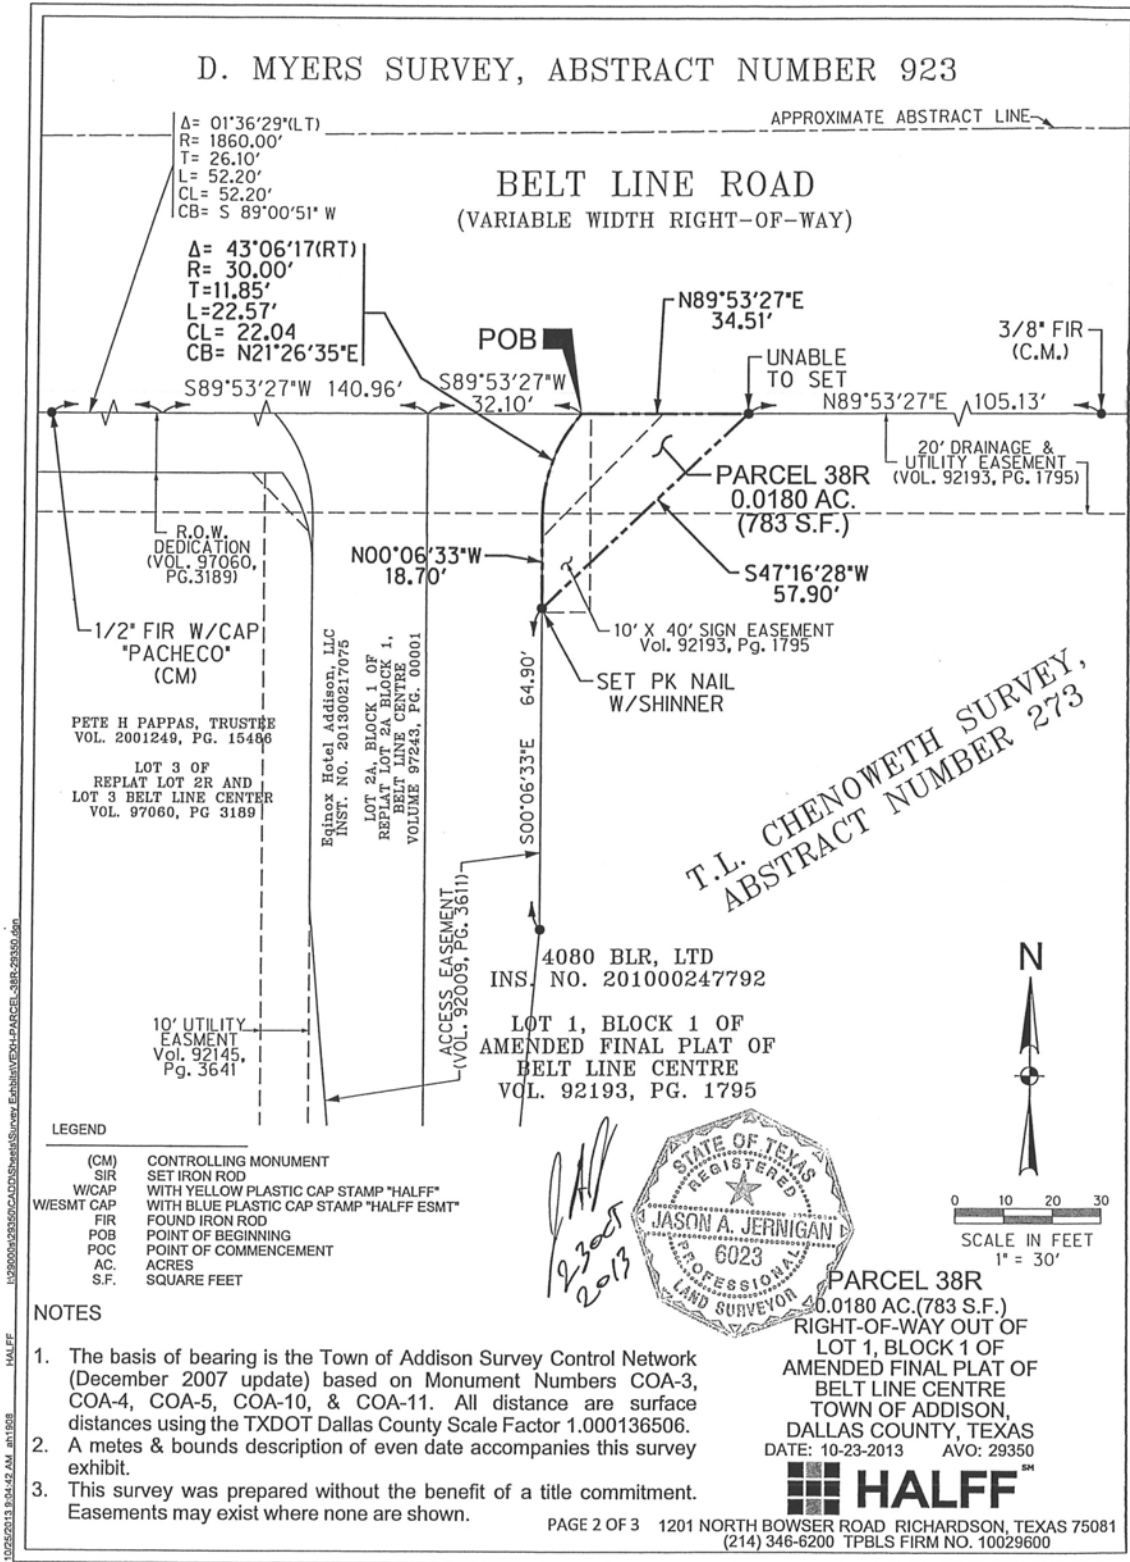 D. MYERS SURVEY, ABSTRACT NUMBER 923
APPROXIMATE ABSTRACT LINE
Δ= 01°36'29"(LT)
R= 1860.00'
T= 26.10'
L= 52.20'
CL= 52.20'
CB= S 89°00'51" W
BELT LINE ROAD
(VARIABLE WIDTH RIGHT-OF-WAY)
Δ= 43°06'17(RT)
R= 30.00'
T=11.85'
L=22.57'
CL= 22.04
CB= N21°26'35"E
POB
N89°53'27"E
34.51'
3/8" FIR
(C.M.)
UNABLE
TO SET
S89°53'27"W 140.96'
S89°53'27"W
32.10'
N89°53'27"E 105.13'
20' DRAINAGE &
UTILITY EASEMENT
(VOL. 92193, PG. 1795)
PARCEL 38R
0.0180 AC.
(783 S.F.)
R.O.W.
DEDICATION
(VOL. 97060,
PG.3189)
N00°06'33"W
18.70'
S47°16'28"W
57.90'
1/2" FIR W/CAP
"PACHECO"
(CM)
10' X 40' SIGN EASEMENT
Vol. 92193, Pg. 1795
SET PK NAIL
W/SHINNER
PETE H PAPPAS, TRUSTEE
VOL. 2001249, PG. 15486
LOT 3 OF
REPLAT LOT 2R AND
LOT 3 BELT LINE CENTER
VOL. 97060, PG 3189
Eqinox Hotel Addison, LLC
INST. NO. 201300217075
LOT 2A, BLOCK 1 OF
REPLAT LOT 2A BLOCK 1,
BELT LINE CENTRE
VOLUME 97243, PG. 00001
S00°06'33"E 64.90'
T.L. CHENOWETH SURVEY,
ABSTRACT NUMBER 273
ACCESS EASEMENT
(VOL. 92009, PG. 3611)
4080 BLR, LTD
INS. NO. 201000247792
LOT 1, BLOCK 1 OF
AMENDED FINAL PLAT OF
BELT LINE CENTRE
VOL. 92193, PG. 1795
10' UTILITY
EASMENT
Vol. 92145,
Pg. 3641
N
LEGEND
(CM) CONTROLLING MONUMENT
SIR SET IRON ROD
W/CAP WITH YELLOW PLASTIC CAP STAMP "HALFF"
W/ESMT CAP WITH BLUE PLASTIC CAP STAMP "HALFF ESMT"
FIR FOUND IRON ROD
POB POINT OF BEGINNING
POC POINT OF COMMENCEMENT
AC. ACRES
S.F. SQUARE FEET
23 OCT
2013
STATE OF TEXAS
REGISTERED
JASON A. JERNIGAN
6023
PROFESSIONAL
LAND SURVEYOR
0 10 20 30
SCALE IN FEET
1" = 30'
NOTES
1. The basis of bearing is the Town of Addison Survey Control Network
(December 2007 update) based on Monument Numbers COA-3,
COA-4, COA-5, COA-10, & COA-11. All distance are surface
distances using the TXDOT Dallas County Scale Factor 1.000136506.
2. A metes & bounds description of even date accompanies this survey
exhibit.
3. This survey was prepared without the benefit of a title commitment.
Easements may exist where none are shown.
PARCEL 38R
0.0180 AC.(783 S.F.)
RIGHT-OF-WAY OUT OF
LOT 1, BLOCK 1 OF
AMENDED FINAL PLAT OF
BELT LINE CENTRE
TOWN OF ADDISON,
DALLAS COUNTY, TEXAS
DATE: 10-23-2013 AVO: 29350
HALFF SM
PAGE 2 OF 3 1201 NORTH BOWSER ROAD RICHARDSON, TEXAS 75081
(214) 346-6200 TPBLS FIRM NO. 10029600
10/25/2013 9:04:42 AM ah1908 HALFF I:\29000s\29350\CADD\Sheets\Survey Exhibits\VEXH-PARCEL-38R-29350.dgn